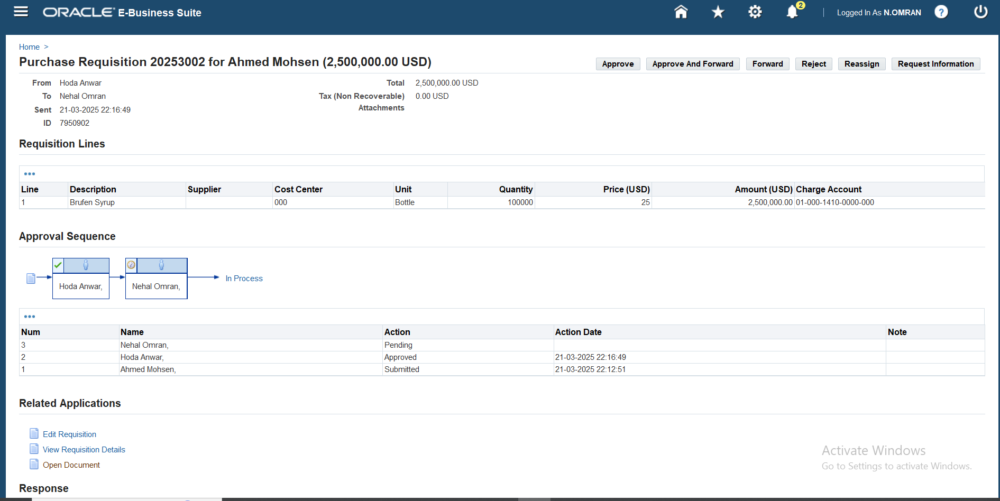 ORACLE E-Business Suite
2
Logged In As N.OMRAN
?
Home >
Purchase Requisition 20253002 for Ahmed Mohsen (2,500,000.00 USD)
Approve Approve And Forward Forward Reject Reassign Request Information
From Hoda Anwar
To Nehal Omran
Sent 21-03-2025 22:16:49
ID 7950902
Total 2,500,000.00 USD
Tax (Non Recoverable) 0.00 USD
Attachments
Requisition Lines
Line Description Supplier Cost Center Unit Quantity Price (USD) Amount (USD) Charge Account
1 Brufen Syrup 000 Bottle 100000 25 2,500,000.00 01-000-1410-0000-000
Approval Sequence
Hoda Anwar, Nehal Omran, In Process
Num Name Action Action Date Note
3 Nehal Omran, Pending
2 Hoda Anwar, Approved 21-03-2025 22:16:49
1 Ahmed Mohsen, Submitted 21-03-2025 22:12:51
Related Applications
Edit Requisition
View Requisition Details
Open Document
Activate Windows
Go to Settings to activate Windows.
Response